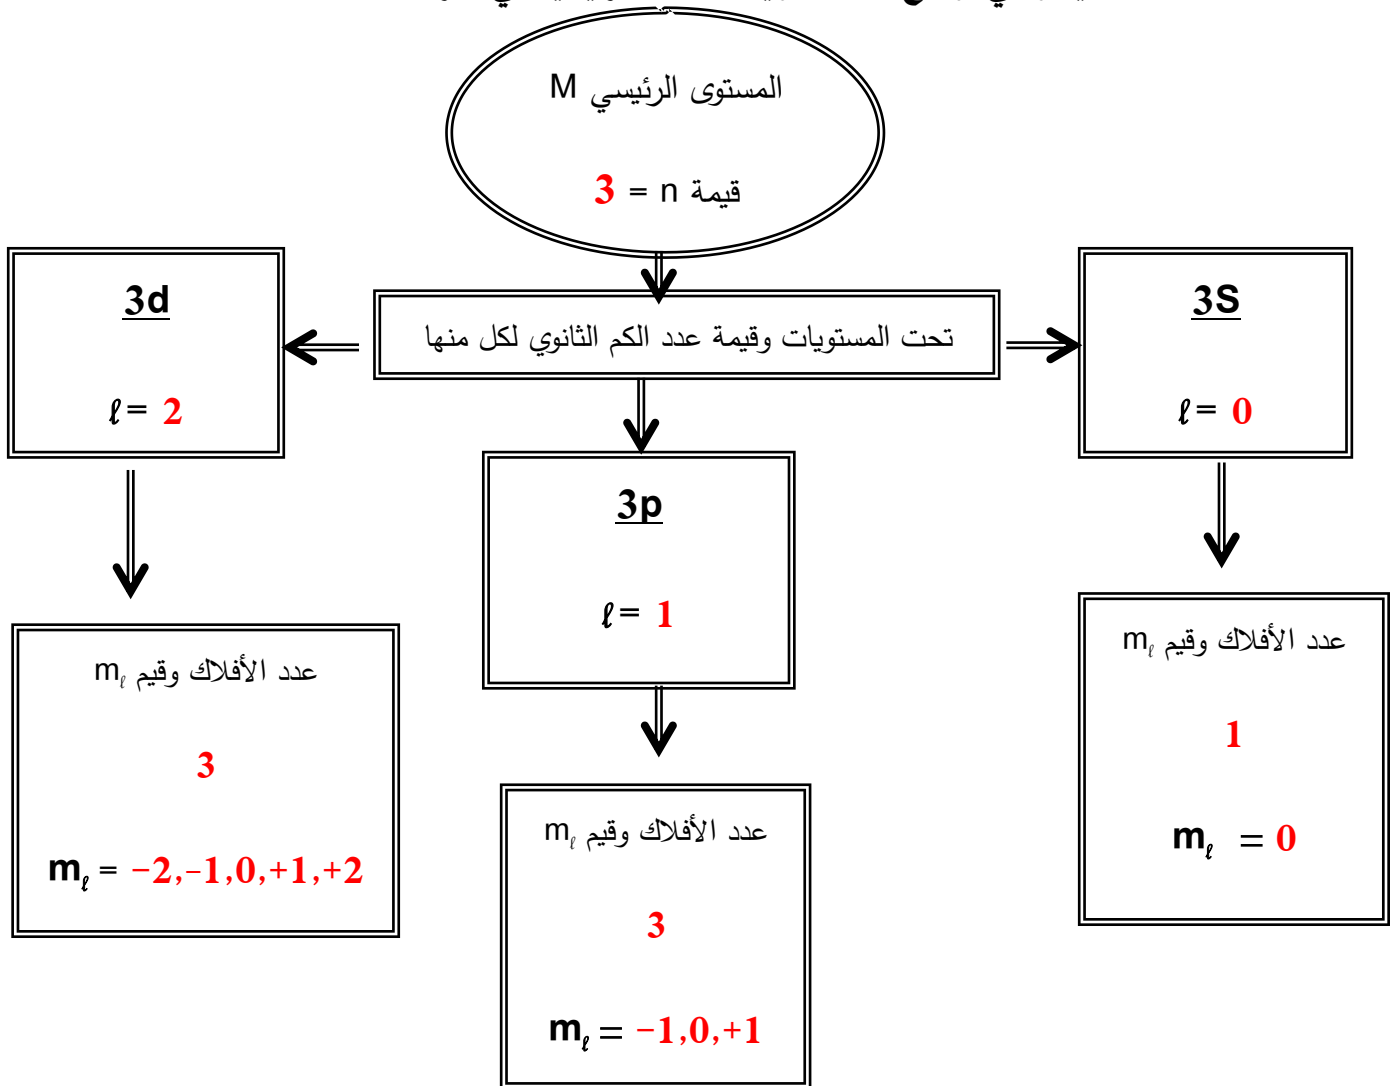 المستوى الرئيسي M
قيمة n = 3
تحت المستويات وقيمة عدد الكم الثانوي لكل منها
3S
ℓ = 0
3d
ℓ = 2
3p
ℓ = 1
عدد الأفلاك وقيم mℓ
1
mℓ = 0
عدد الأفلاك وقيم mℓ
3
mℓ = −2,−1,0,+1,+2
عدد الأفلاك وقيم mℓ
3
mℓ = −1,0,+1